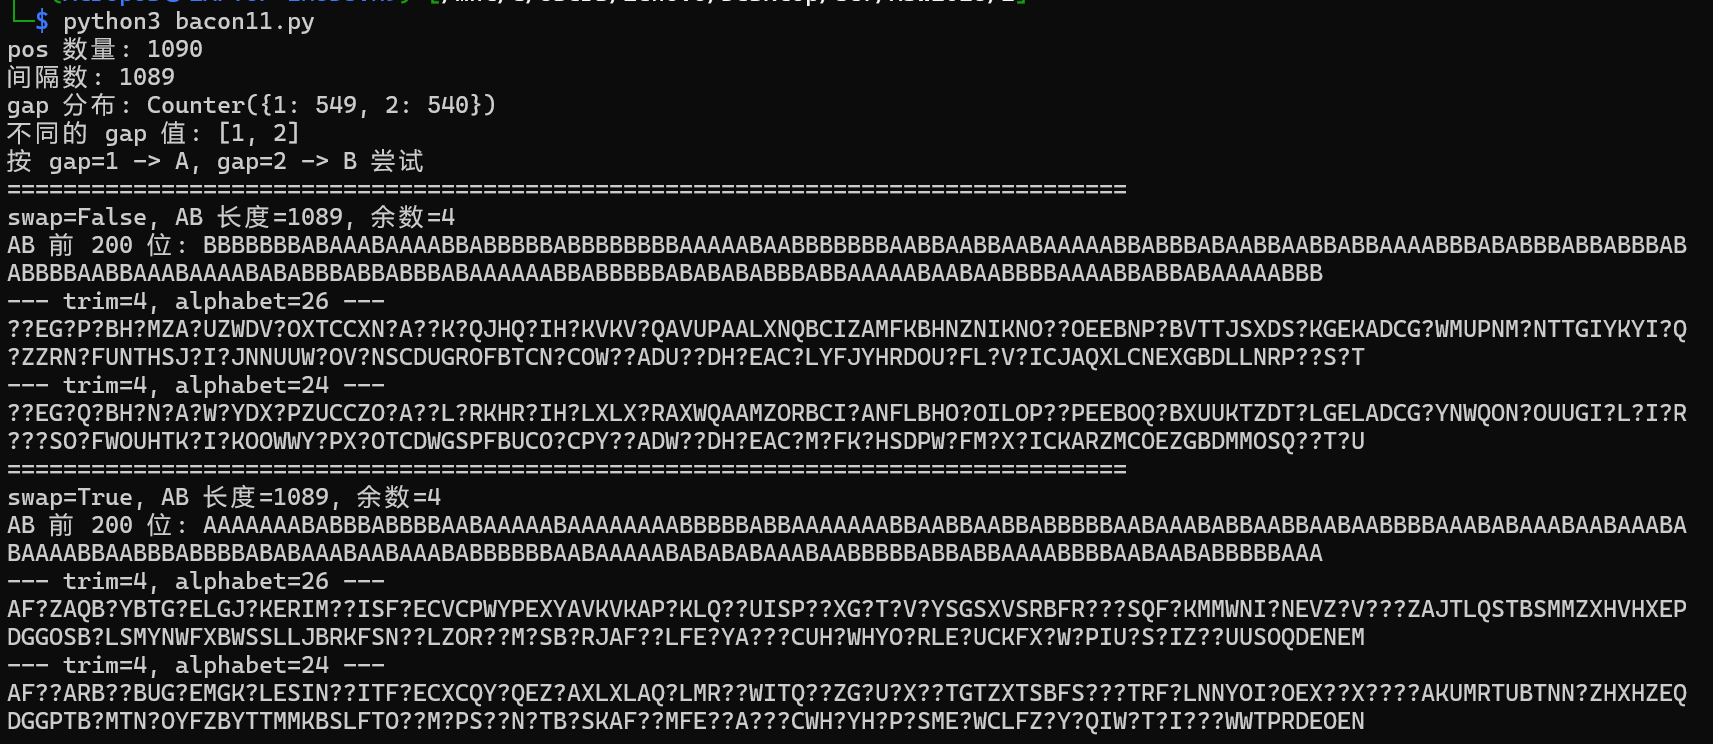 └─$ python3 bacon11.py
pos 数量: 1090
间隔数: 1089
gap 分布: Counter({1: 549, 2: 540})
不同的 gap 值: [1, 2]
按 gap=1 -> A, gap=2 -> B 尝试
================================================================================
swap=False, AB 长度=1089, 余数=4
AB 前 200 位: BBBBBBBABAAABAAAABBABBBBBABBBBBBBBAAAAABAABBBBBBBAABBAABBAABAAAAABBABBBABAABBAABBABBAAAABBBABABBBABBABBBAB
ABBBBAABBAAABAAAABABABBBABBABBBABAAAAAABBABBBBBABABABABBBABBAAAAABAABAABBBBAAAABBABBABAAAAABBB
--- trim=4, alphabet=26 ---
??EG?P?BH?MZA?UZWDV?OXTCCXN?A??K?QJHQ?IH?KVKV?QAVUPAALXNQBCIZAMFKBHNZNIKNO??OEEBNP?BVTTJSXDS?KGEKADCG?WMUPNM?NTTGIYKYI?Q
?ZZRN?FUNTHSJ?I?JNNUUW?OV?NSCDUGROFBTCN?COW??ADU??DH?EAC?LYFJYHRDOU?FL?V?ICJAQXLCNEXGBDLLNRP??S?T
--- trim=4, alphabet=24 ---
??EG?Q?BH?N?A?W?YDX?PZUCCZO?A??L?RKHR?IH?LXLX?RAXWQAAMZORBCI?ANFLBHO?OILOP??PEEBOQ?BXUUKTZDT?LGELADCG?YNWQON?OUUGI?L?I?R
???SO?FWOUHTK?I?KOOWWY?PX?OTCDWGSPFBUCO?CPY??ADW??DH?EAC?M?FK?HSDPW?FM?X?ICKARZMCOEZGBDMMOSQ??T?U
================================================================================
swap=True, AB 长度=1089, 余数=4
AB 前 200 位: AAAAAAABABBBABBBBAABAAAAABAAAAAAAABBBBBABBAAAAAAABBAABBAABBABBBBBAABAAABABBAABBAABAABBBBAAABABAAABAABAAABA
BAAAABBAABBBABBBBABABAAABAABAAABABBBBBBAABAAAAABABABABAAABAABBBBBABBABBAAAABBBBAABAABABBBBBAAA
--- trim=4, alphabet=26 ---
AF?ZAQB?YBTG?ELGJ?KERIM??ISF?ECVCPWYPEXYAVKVKAP?KLQ??UISP??XG?T?V?YSGSXVSRBFR???SQF?KMMWNI?NEVZ?V???ZAJTLQSTBSMMZXHVHXEP
DGGOSB?LSMYNWFXBWSSLLJBRKFSN??LZOR??M?SB?RJAF??LFE?YA???CUH?WHYO?RLE?UCKFX?W?PIU?S?IZ??UUSOQDENEM
--- trim=4, alphabet=24 ---
AF??ARB??BUG?EMGK?LESIN??ITF?ECXCQY?QEZ?AXLXLAQ?LMR??WITQ??ZG?U?X??TGTZXTSBFS???TRF?LNNYOI?OEX??X????AKUMRTUBTNN?ZHXHZEQ
DGGPTB?MTN?OYFZBYTTMMKBSLFTO??M?PS??N?TB?SKAF??MFE??A???CWH?YH?P?SME?WCLFZ?Y?QIW?T?I???WWTPRDEOEN